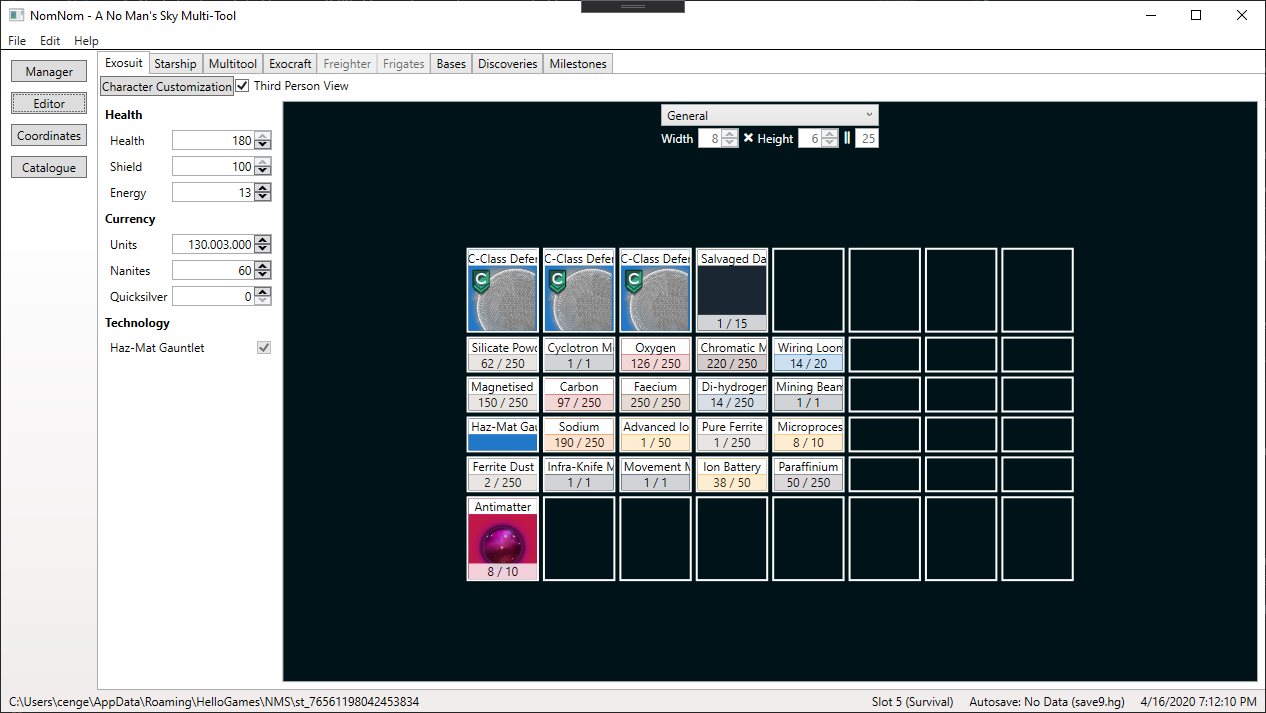 NomNom - A No Man's Sky Multi-Tool
File Edit Help
Manager
Editor
Coordinates
Catalogue
Exosuit Starship Multitool Exocraft Freighter Frigates Bases Discoveries Milestones
Character Customization Third Person View
Health
Health 180
Shield 100
Energy 13
Currency
Units 130.003.000
Nanites 60
Quicksilver 0
Technology
Haz-Mat Gauntlet
General
Width 8 Height 6 25
C-Class Defen C-Class Defen C-Class Defen Salvaged Da
C C C 1 / 15
Silicate Powd Cyclotron Mo Oxygen Chromatic M Wiring Loom
62 / 250 1 / 1 126 / 250 220 / 250 14 / 20
Magnetised Carbon Faecium Di-hydrogen Mining Beam
150 / 250 97 / 250 250 / 250 14 / 250 1 / 1
Haz-Mat Gau Sodium Advanced Io Pure Ferrite Microproces
190 / 250 1 / 50 1 / 250 8 / 10
Ferrite Dust Infra-Knife M Movement M Ion Battery Paraffinium
2 / 250 1 / 1 1 / 1 38 / 50 50 / 250
Antimatter
8 / 10
C:\Users\cenge\AppData\Roaming\HelloGames\NMS\st_76561198042453834 Slot 5 (Survival) Autosave: No Data (save9.hg) 4/16/2020 7:12:10 PM